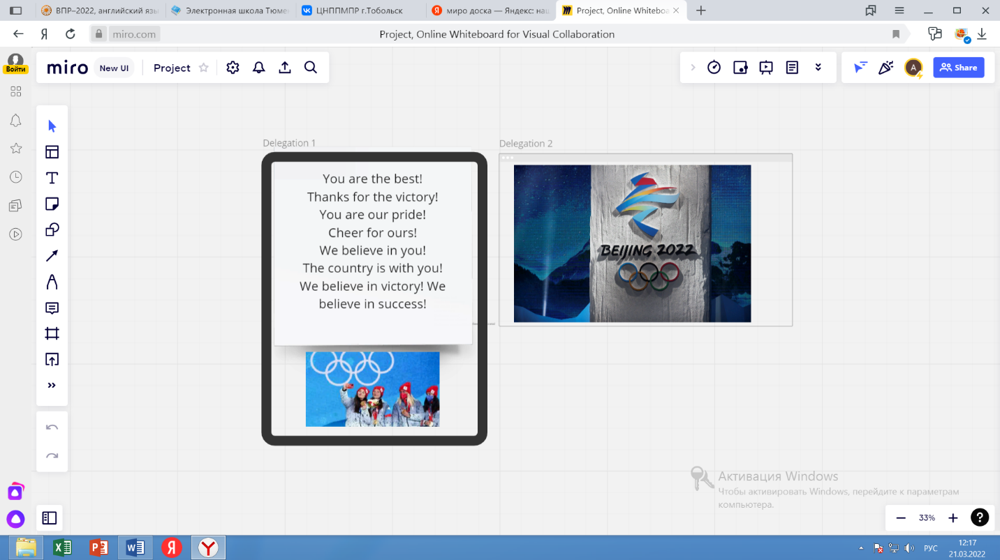 ВПР–2022, английский язы
Электронная школа Тюме
ЦНППМПР г.Тобольск
миро доска — Яндекс: наш
Project, Online Whiteboa
miro.com
Project, Online Whiteboard for Visual Collaboration
Войти
miro
New UI
Project
A
Share
Delegation 1
Delegation 2
You are the best!
Thanks for the victory!
You are our pride!
Cheer for ours!
We believe in you!
The country is with you!
We believe in victory! We
believe in success!
BEIJING 2022
Активация Windows
Чтобы активировать Windows, перейдите к параметрам
компьютера.
33%
РУС
12:17
21.03.2022